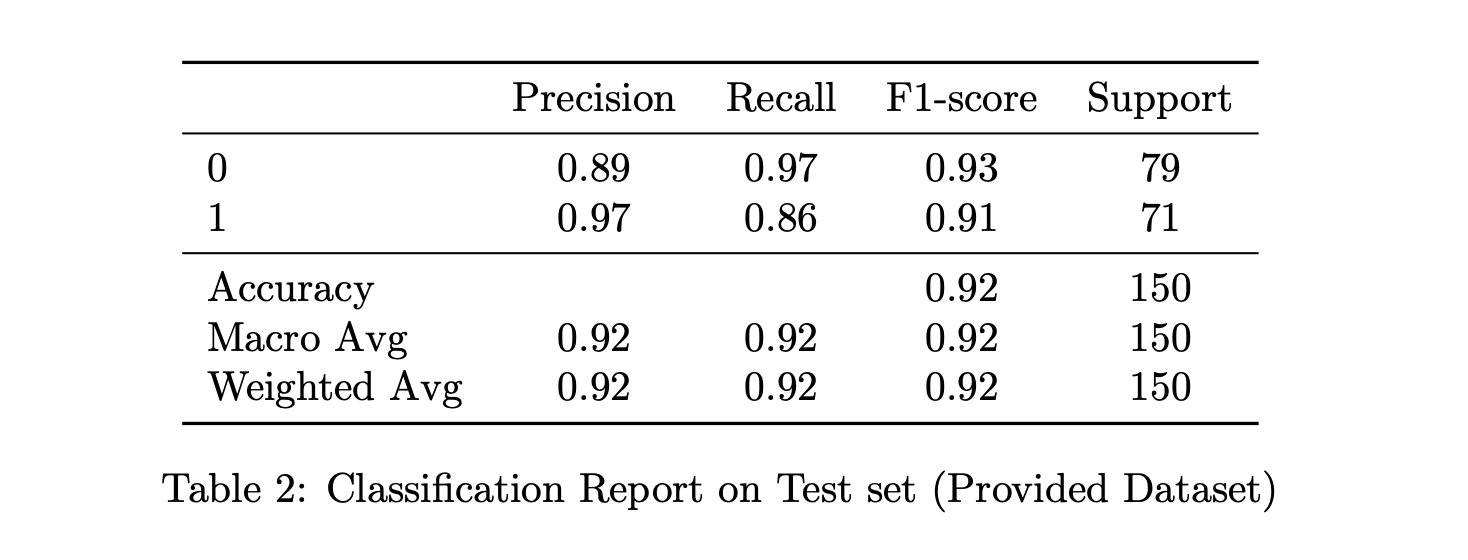 Precision Recall F1-score Support
0 0.89 0.97 0.93 79
1 0.97 0.86 0.91 71
Accuracy 0.92 150
Macro Avg 0.92 0.92 0.92 150
Weighted Avg 0.92 0.92 0.92 150
Table 2: Classification Report on Test set (Provided Dataset)